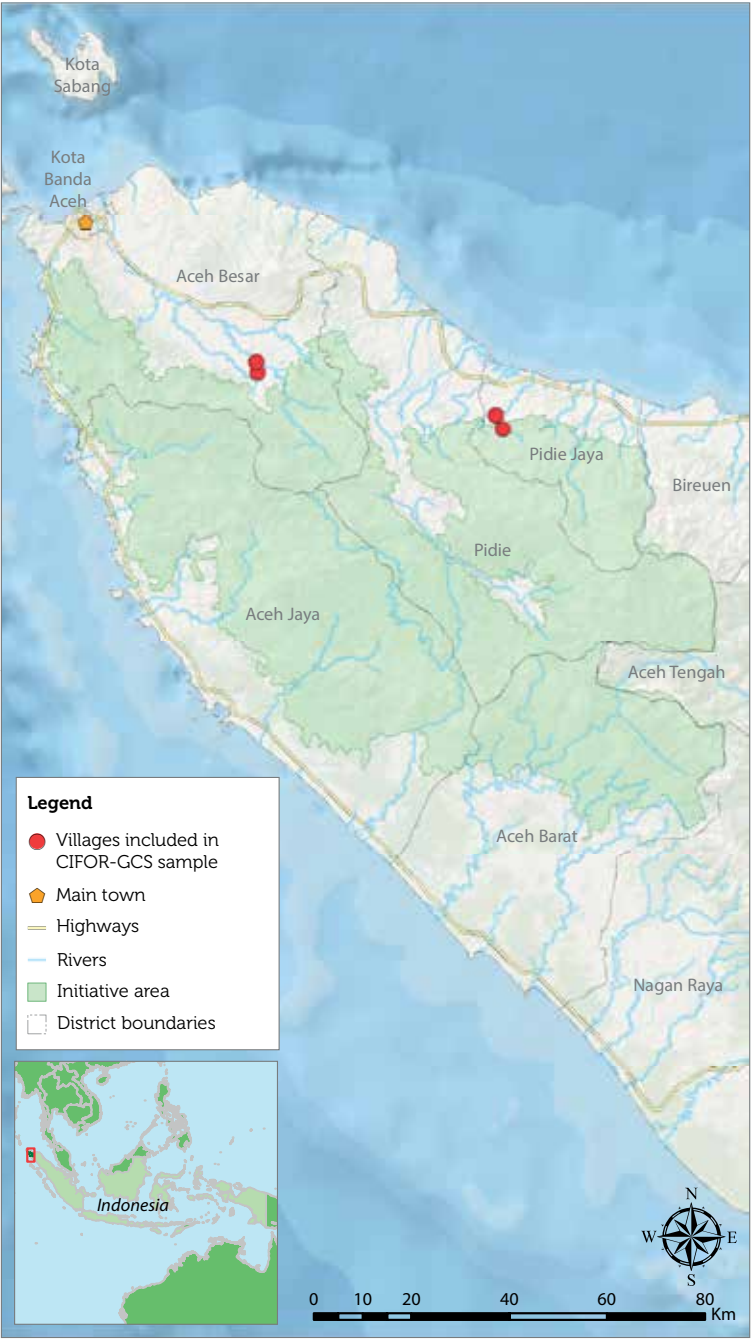 Kota
Sabang
Kota
Banda
Aceh
Aceh Besar
Pidie Jaya
Bireuen
Pidie
Aceh Jaya
Aceh Tengah
Aceh Barat
Nagan Raya
Legend
Villages included in
CIFOR-GCS sample
Main town
Highways
Rivers
Initiative area
District boundaries
Indonesia
N
W E
S
0 10 20 40 60 80
Km